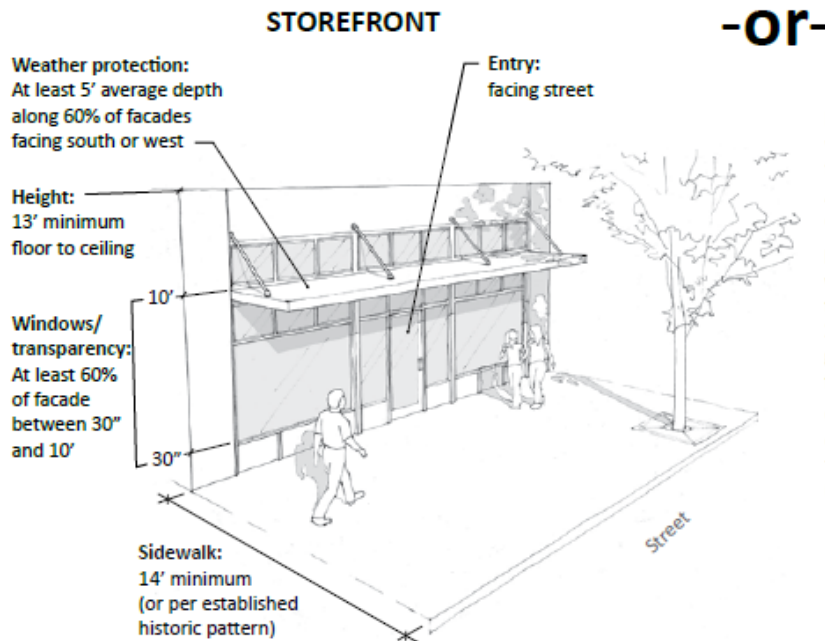 STOREFRONT
-or-
Weather protection:
At least 5’ average depth
along 60% of facades
facing south or west
Entry:
facing street
Height:
13’ minimum
floor to ceiling
10’
Windows/
transparency:
At least 60%
of facade
between 30”
and 10’
30”
Sidewalk:
14’ minimum
(or per established
historic pattern)
Street